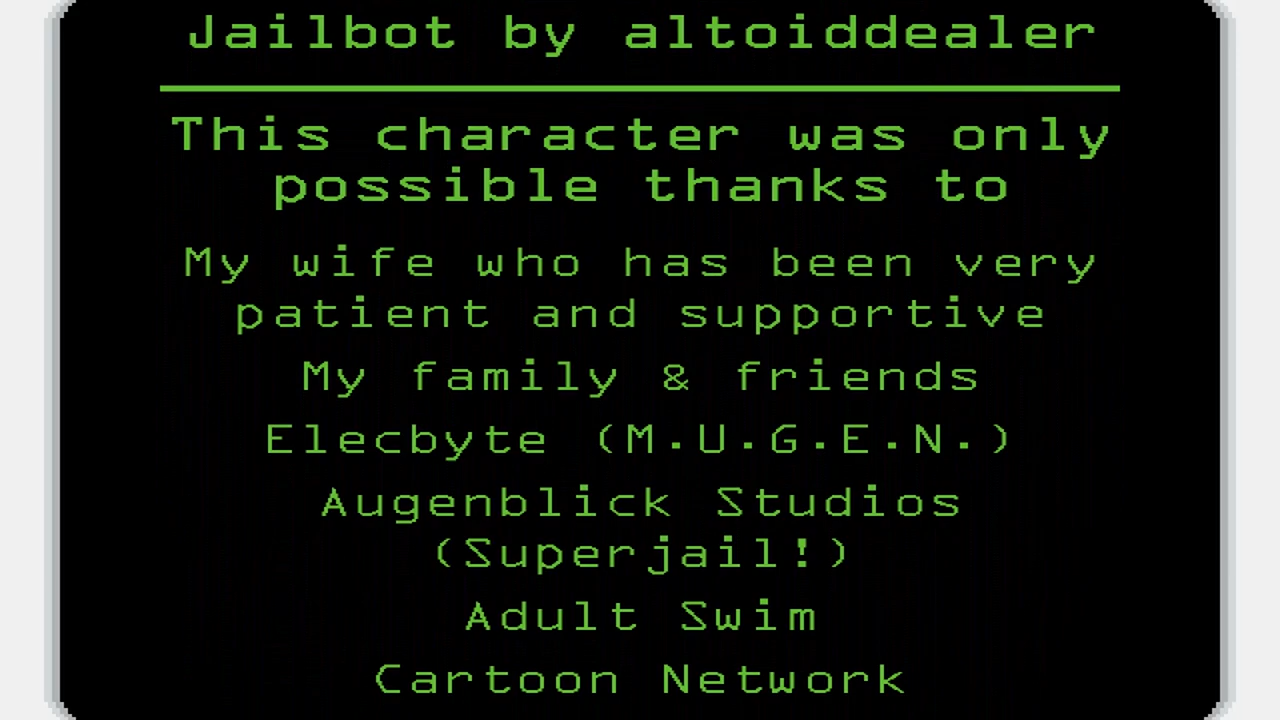 Jailbot by altoiddealer
This character was only
possible thanks to
My wife who has been very
patient and supportive
My family & friends
Elecbyte (M.U.G.E.N.)
Augenblick Studios
(Superjail!)
Adult Swim
Cartoon Network